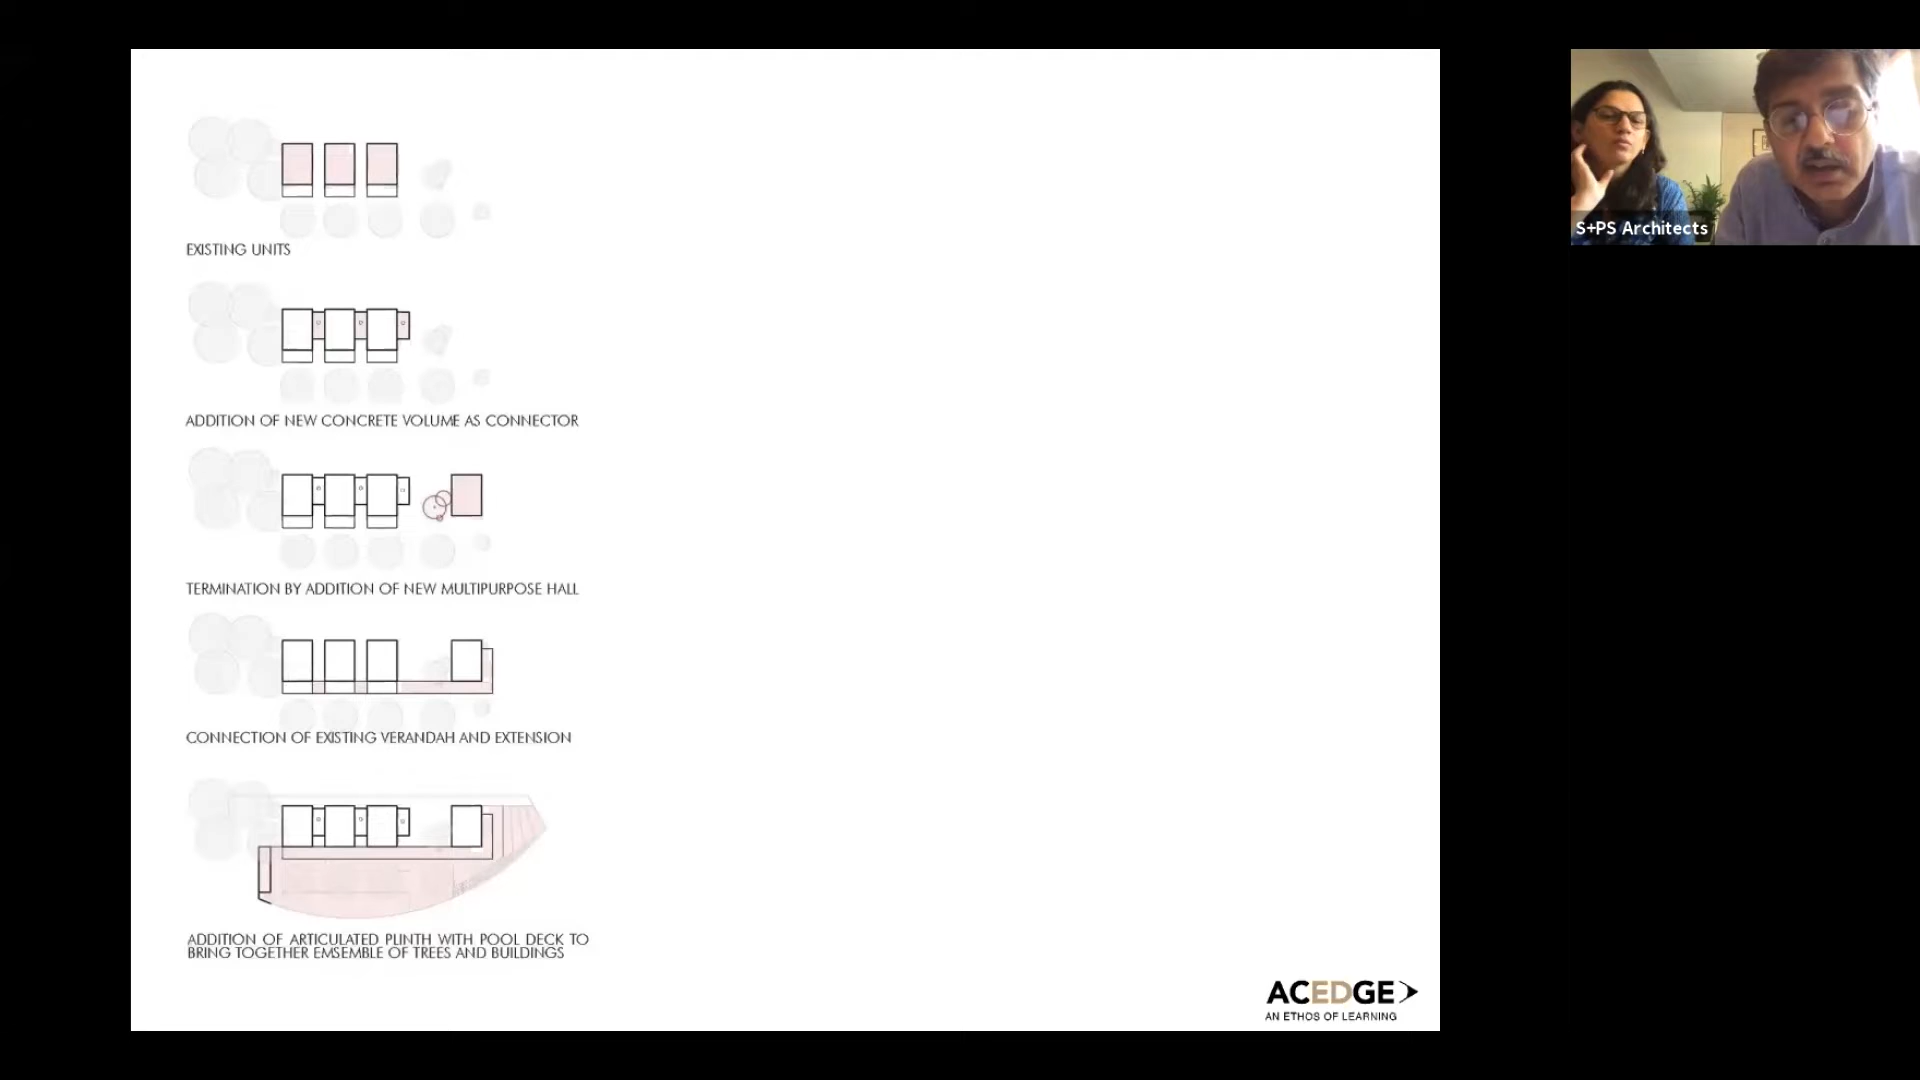 EXISTING UNITS
ADDITION OF NEW CONCRETE VOLUME AS CONNECTOR
TERMINATION BY ADDITION OF NEW MULTIPURPOSE HALL
CONNECTION OF EXISTING VERANDAH AND EXTENSION
ADDITION OF ARTICULATED PLINTH WITH POOL DECK TO
BRING TOGETHER EMSEMBLE OF TREES AND BUILDINGS
S+PS Architects
ACEDGE
AN ETHOS OF LEARNING